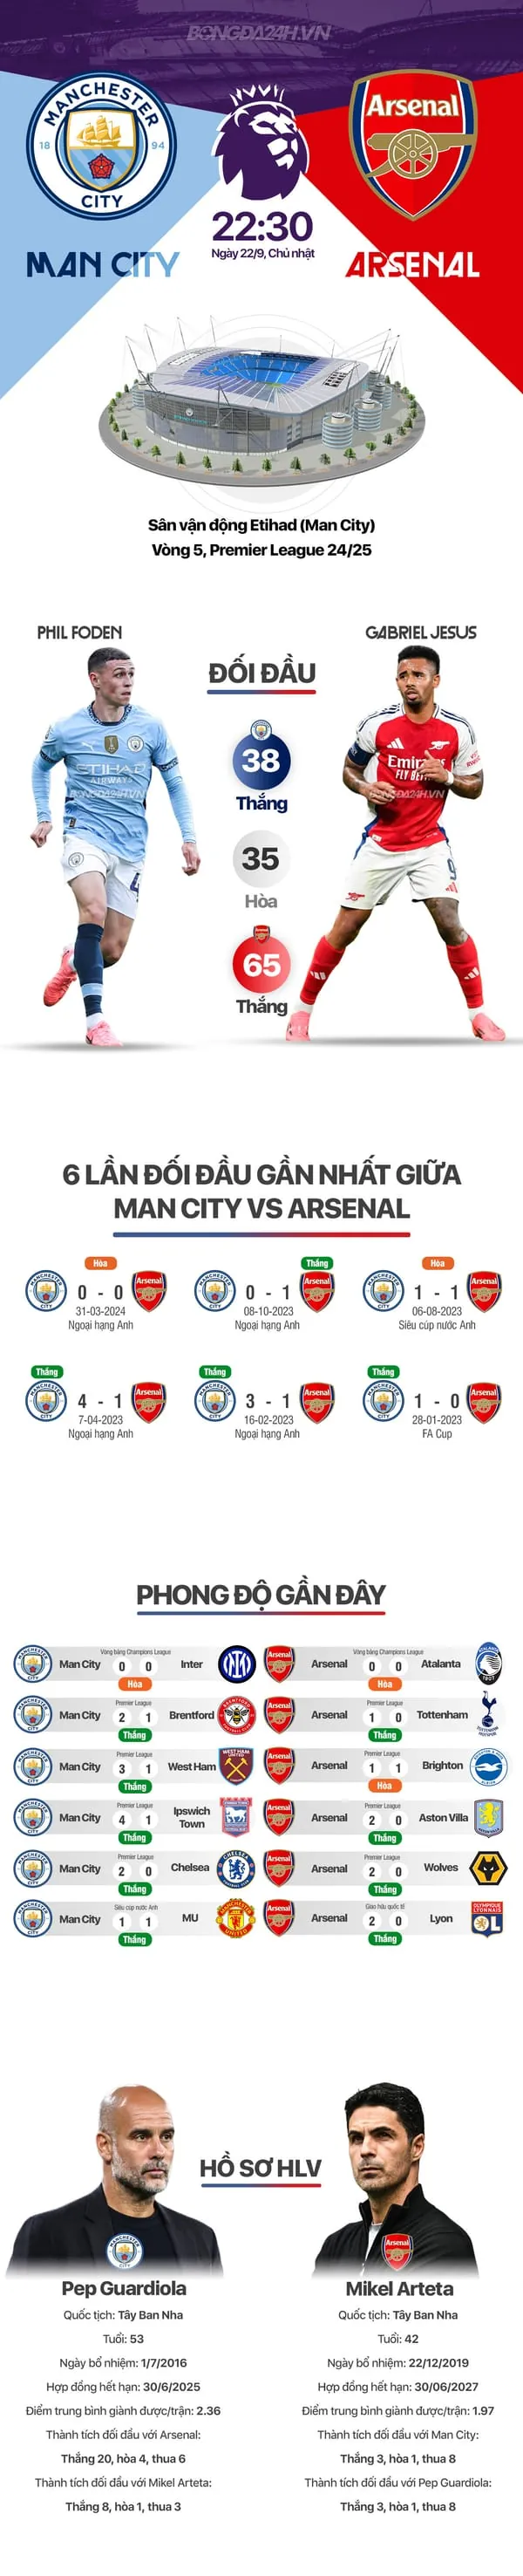 BONGDA24H.VN
MANCHESTER
18 94
CITY
Arsenal
22:30
Ngày 22/9, Chủ nhật
MAN CITY
ARSENAL
Sân vận động Etihad (Man City)
Vòng 5, Premier League 24/25
PHIL FODEN
GABRIEL JESUS
ĐỐI ĐẦU
38
Thắng
35
Hòa
65
Thắng
ETIHAD
AIRWAYS
BONGDA24H.VN
Emirates
FLY BETTER
BONGDA24H.VN
6 LẦN ĐỐI ĐẦU GẦN NHẤT GIỮA
MAN CITY VS ARSENAL
Hòa
0 - 0
31-03-2024
Ngoại hạng Anh
Thắng
0 - 1
08-10-2023
Ngoại hạng Anh
Hòa
1 - 1
06-08-2023
Siêu cúp nước Anh
Thắng
4 - 1
7-04-2023
Ngoại hạng Anh
Thắng
3 - 1
16-02-2023
Ngoại hạng Anh
Thắng
1 - 0
28-01-2023
FA Cup
PHONG ĐỘ GẦN ĐÂY
Vòng bảng Champions League
Man City 0 0 Inter
Hòa
Vòng bảng Champions League
Arsenal 0 0 Atalanta
Hòa
Premier League
Man City 2 1 Brentford
Thắng
Premier League
Arsenal 1 0 Tottenham
Thắng
Premier League
Man City 3 1 West Ham
Thắng
Premier League
Arsenal 1 1 Brighton
Hòa
Premier League
Man City 4 1 Ipswich Town
Thắng
Premier League
Arsenal 2 0 Aston Villa
Thắng
Premier League
Man City 2 0 Chelsea
Thắng
Premier League
Arsenal 2 0 Wolves
Thắng
Siêu cúp nước Anh
Man City 1 1 MU
Thắng
Giao hữu quốc tế
Arsenal 2 0 Lyon
Thắng
HỒ SƠ HLV
Pep Guardiola
Quốc tịch: Tây Ban Nha
Tuổi: 53
Ngày bổ nhiệm: 1/7/2016
Hợp đồng hết hạn: 30/6/2025
Điểm trung bình giành được/trận: 2.36
Thành tích đối đầu với Arsenal:
Thắng 20, hòa 4, thua 6
Thành tích đối đầu với Mikel Arteta:
Thắng 8, hòa 1, thua 3
Mikel Arteta
Quốc tịch: Tây Ban Nha
Tuổi: 42
Ngày bổ nhiệm: 22/12/2019
Hợp đồng hết hạn: 30/06/2027
Điểm trung bình giành được/trận: 1.97
Thành tích đối đầu với Man City:
Thắng 3, hòa 1, thua 8
Thành tích đối đầu với Pep Guardiola:
Thắng 3, hòa 1, thua 8